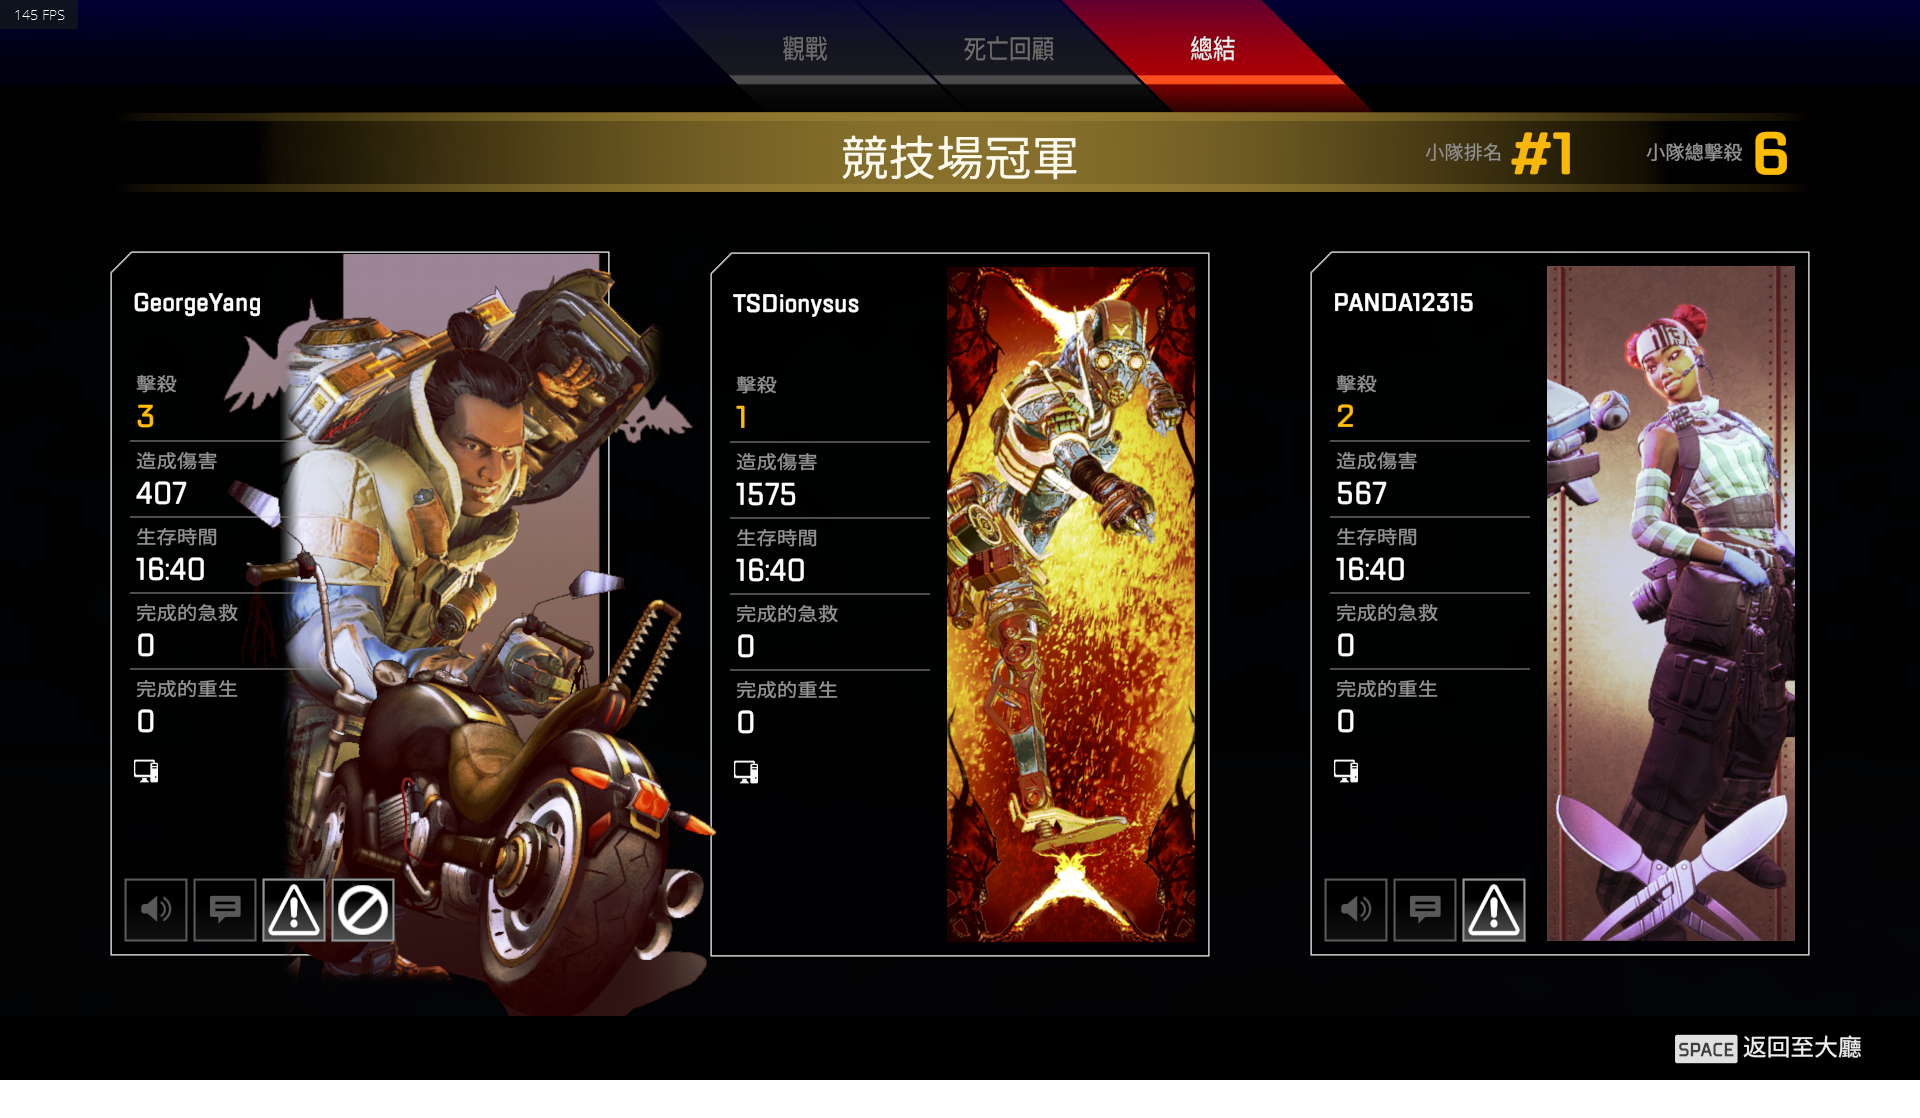 145 FPS
觀戰
死亡回顧
總結
競技場冠軍
小隊排名 #1
小隊總擊殺 6
GeorgeYang
擊殺
3
造成傷害
407
生存時間
16:40
完成的急救
0
完成的重生
0
TSDionysus
擊殺
1
造成傷害
1575
生存時間
16:40
完成的急救
0
完成的重生
0
PANDA12315
擊殺
2
造成傷害
567
生存時間
16:40
完成的急救
0
完成的重生
0
SPACE 返回至大廳